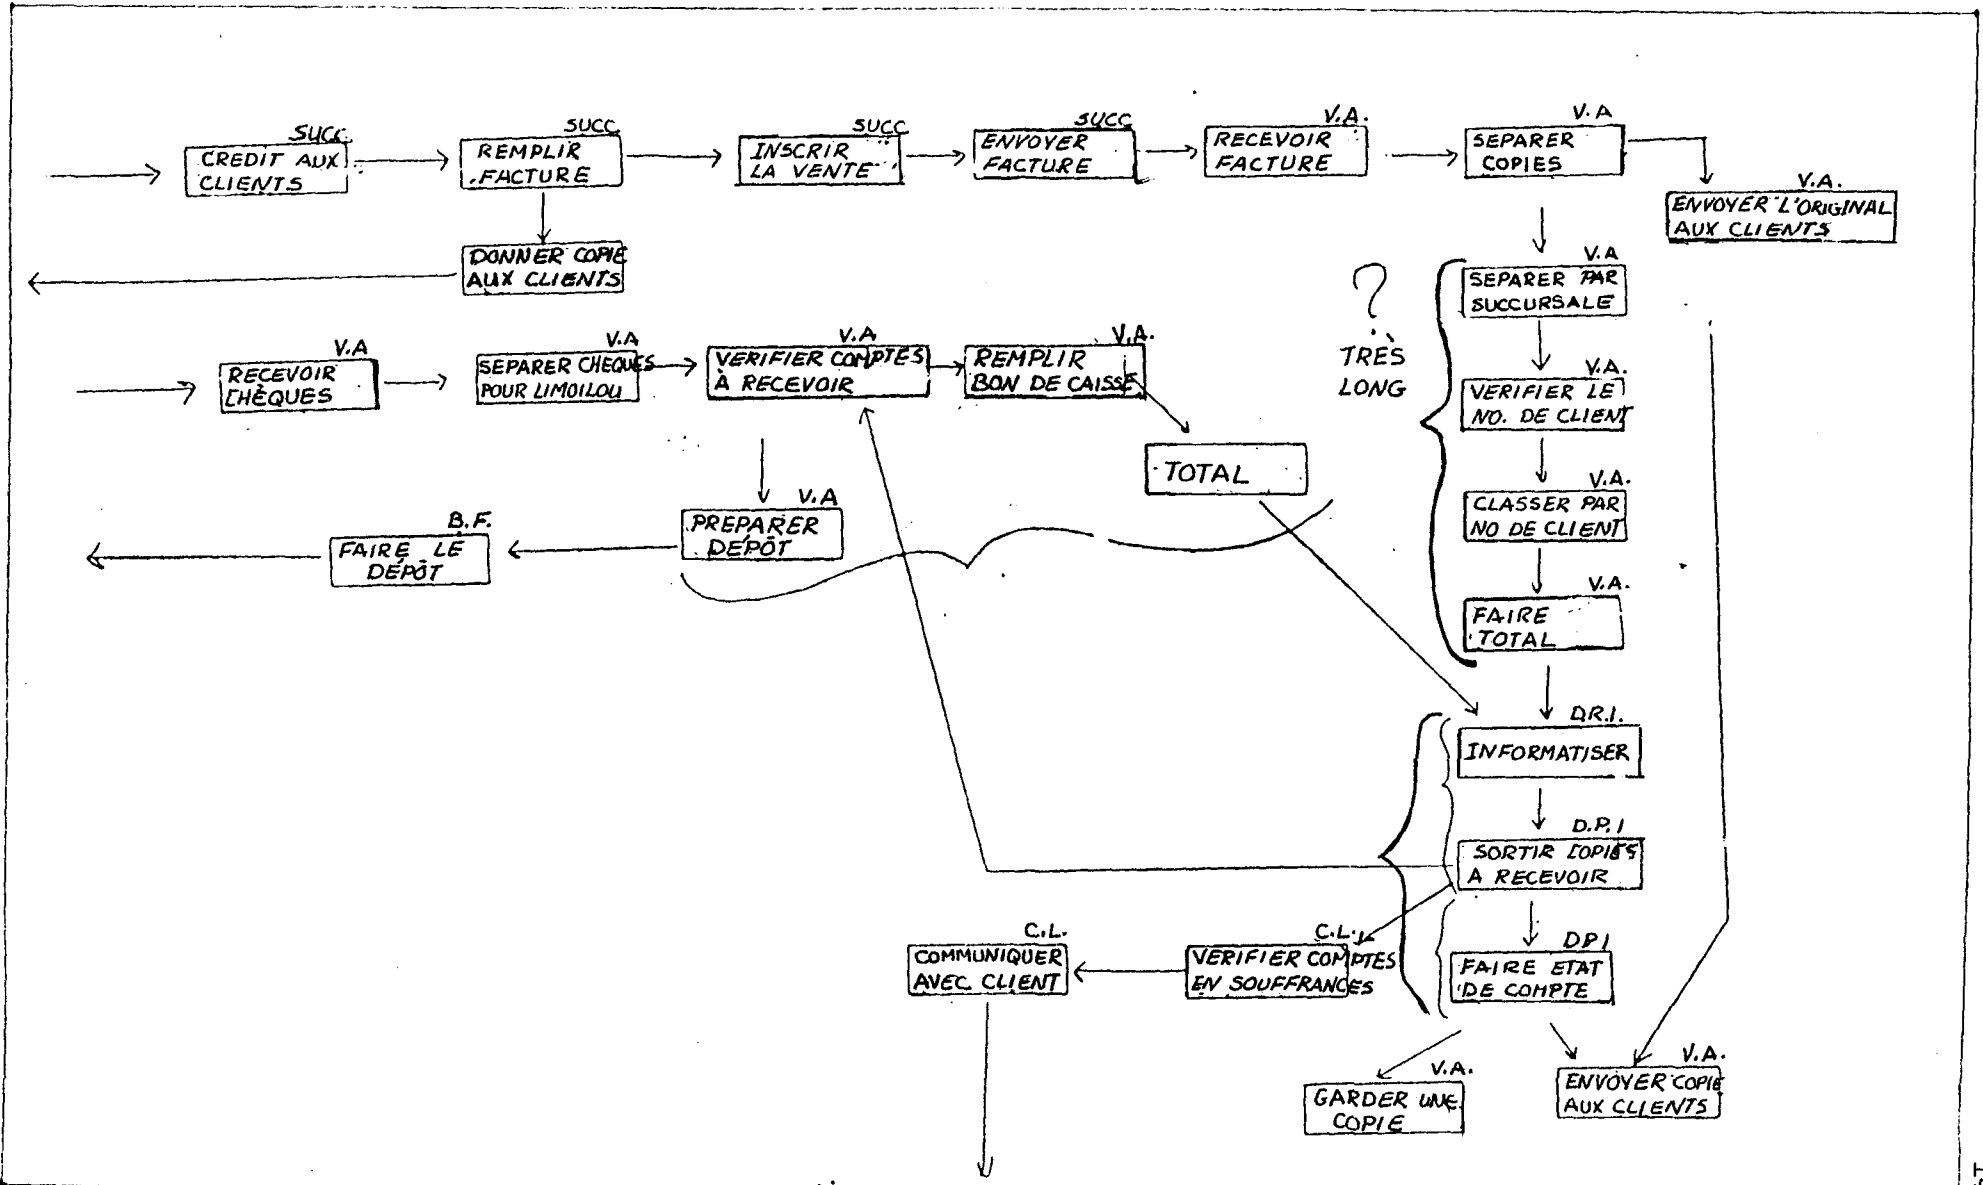 SUCC.
CREDIT AUX
CLIENTS
SUCC
REMPLIR
FACTURE
SUCC
INSCRIR
LA VENTE
SUCC
ENVOYER
FACTURE
V.A.
RECEVOIR
FACTURE
V.A
SEPARER
COPIES
V.A.
ENVOYER L'ORIGINAL
AUX CLIENTS
DONNER COPIE
AUX CLIENTS
V.A
SEPARER PAR
SUCCURSALE
?
TRÈS
LONG
V.A
RECEVOIR
CHÈQUES
V.A
SEPARER CHEQUES
POUR LIMOILOU
V.A
VERIFIER COMPTES
À RECEVOIR
V.A.
REMPLIR
BON DE CAISSE
V.A.
VERIFIER LE
NO. DE CLIENT
TOTAL
V.A.
CLASSER PAR
NO DE CLIENT
V.A
PREPARER
DÉPÔT
B.F.
FAIRE LE
DÉPÔT
V.A.
FAIRE
TOTAL
D.R.I.
INFORMATISER
D.P.I
SORTIR COPIES
A RECEVOIR
C.L.
COMMUNIQUER
AVEC CLIENT
C.L.
VERIFIER COMPTES
EN SOUFFRANCES
DPI
FAIRE ETAT
DE COMPTE
V.A.
GARDER UNE
COPIE
V.A.
ENVOYER COPIE
AUX CLIENTS